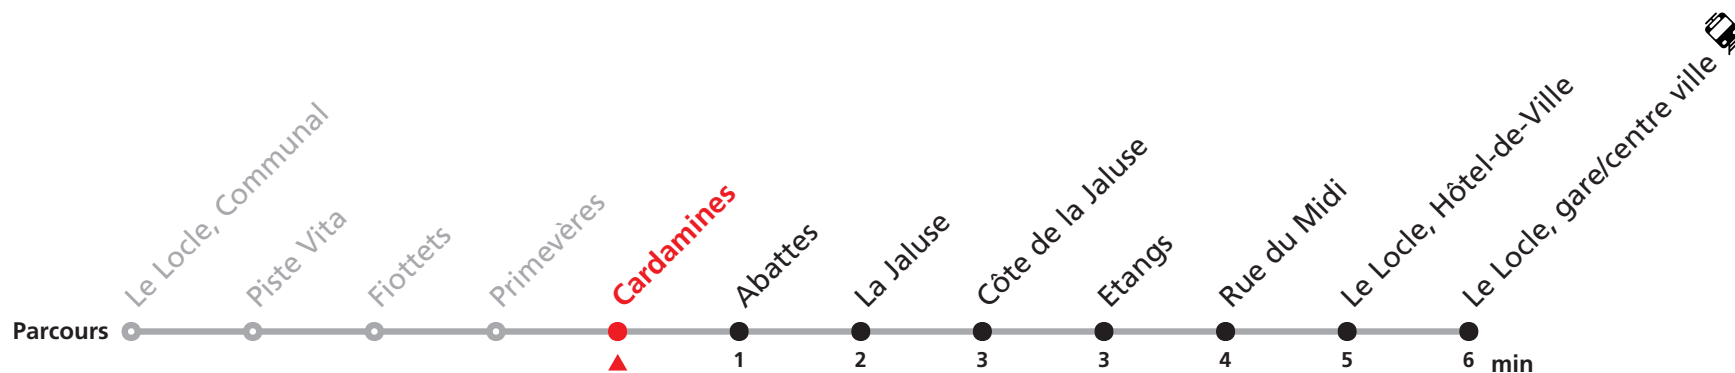 Le Locle, Communal
Piste Vita
Fiottets
Primevères
Cardamines
Abattes
La Jaluse
Côte de la Jaluse
Etangs
Rue du Midi
Le Locle, Hôtel-de-Ville
Le Locle, gare/centre ville
Parcours
1 2 3 3 4 5 6 min